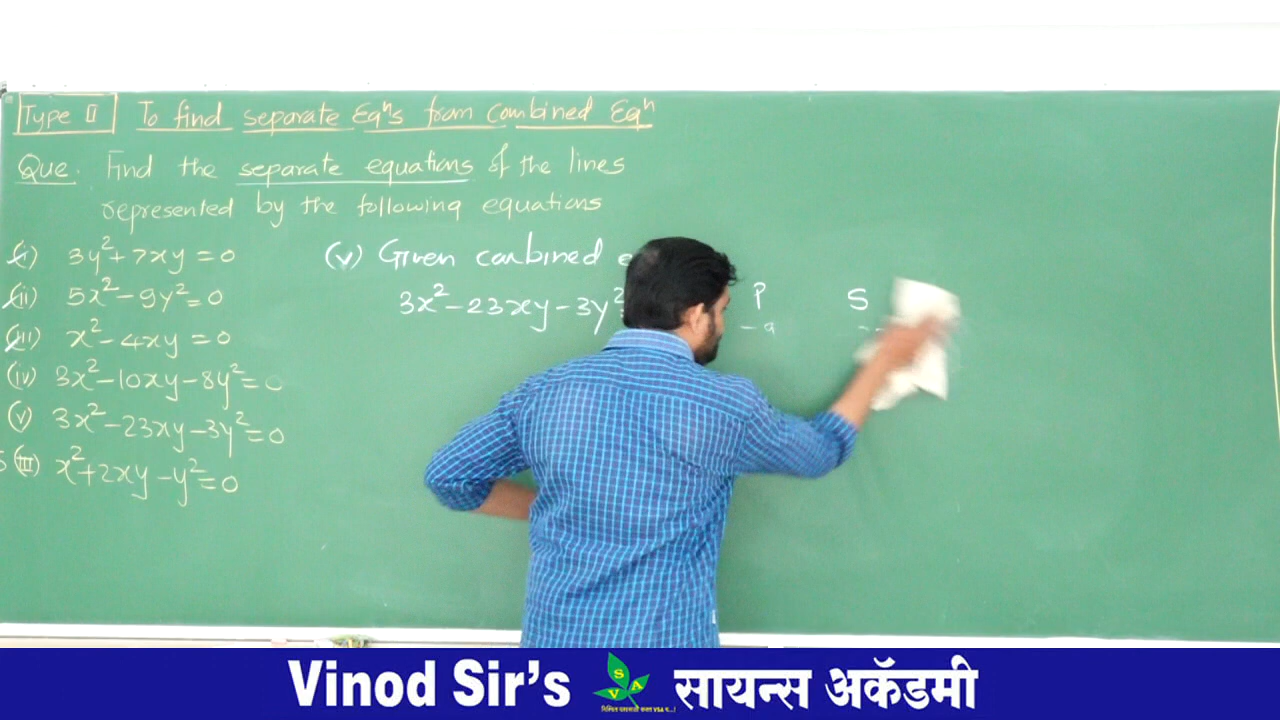 Type II To find separate Eqⁿs from Combined Eqⁿ
Que. Find the separate equations of the lines
represented by the following equations
(i) 3y²+7xy=0
(ii) 5x²-9y²=0
(iii) x²-4xy=0
(iv) 3x²-10xy-8y²=0
(v) 3x²-23xy-3y²=0
x²+2xy-y²=0
(v) Given combined
3x²-23xy-3y²
P S
-9
Vinod Sir's VSA सायन्स अकॅडमी